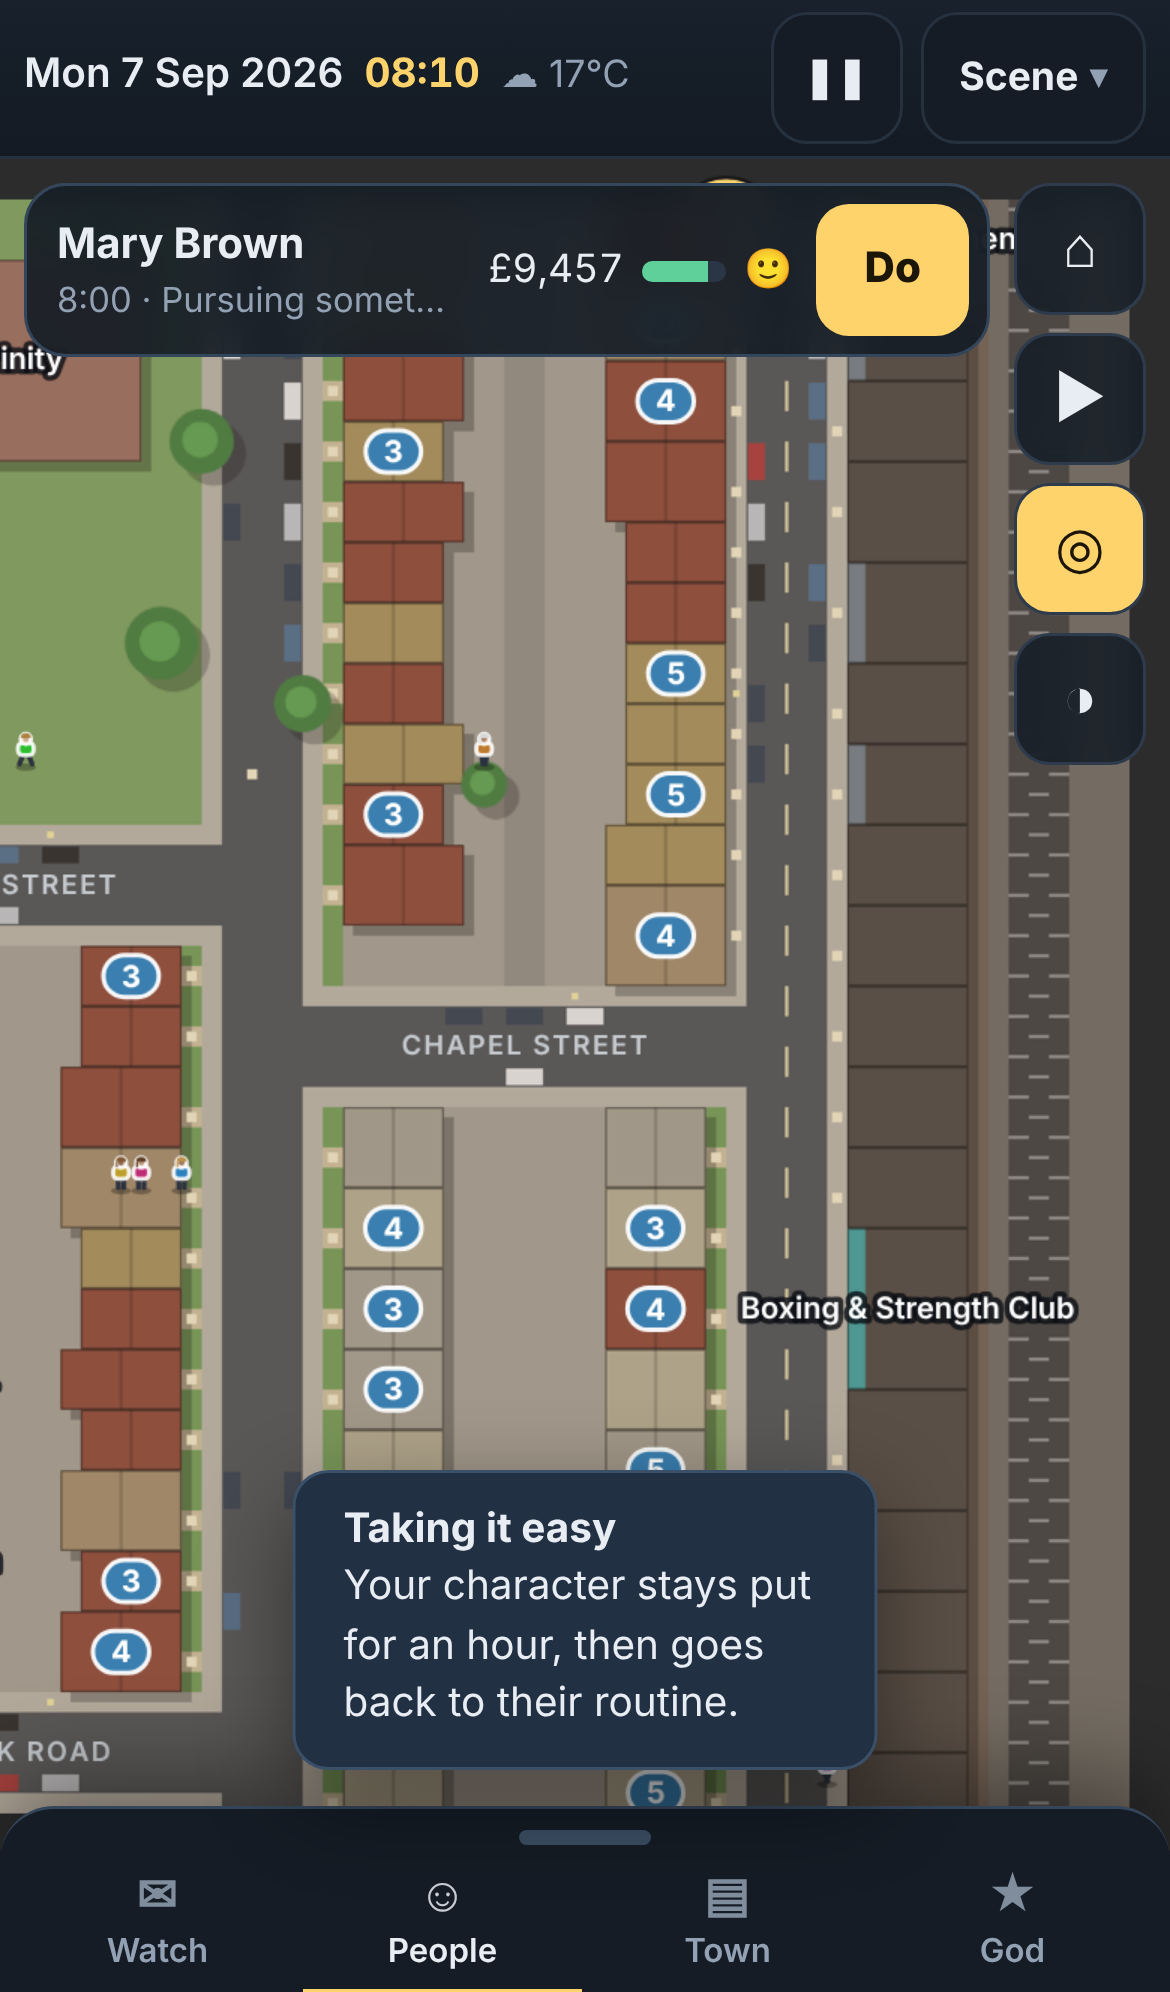 Mon 7 Sep 2026 08:10 17°C
Scene
Mary Brown
8:00 · Pursuing somet...
£9,457
Do
en
inity
4
3
5
3
5
STREET
4
3
CHAPEL STREET
4
3
3
4
Boxing & Strength Club
3
5
Taking it easy
Your character stays put
for an hour, then goes
back to their routine.
3
4
K ROAD
5
Watch
People
Town
God